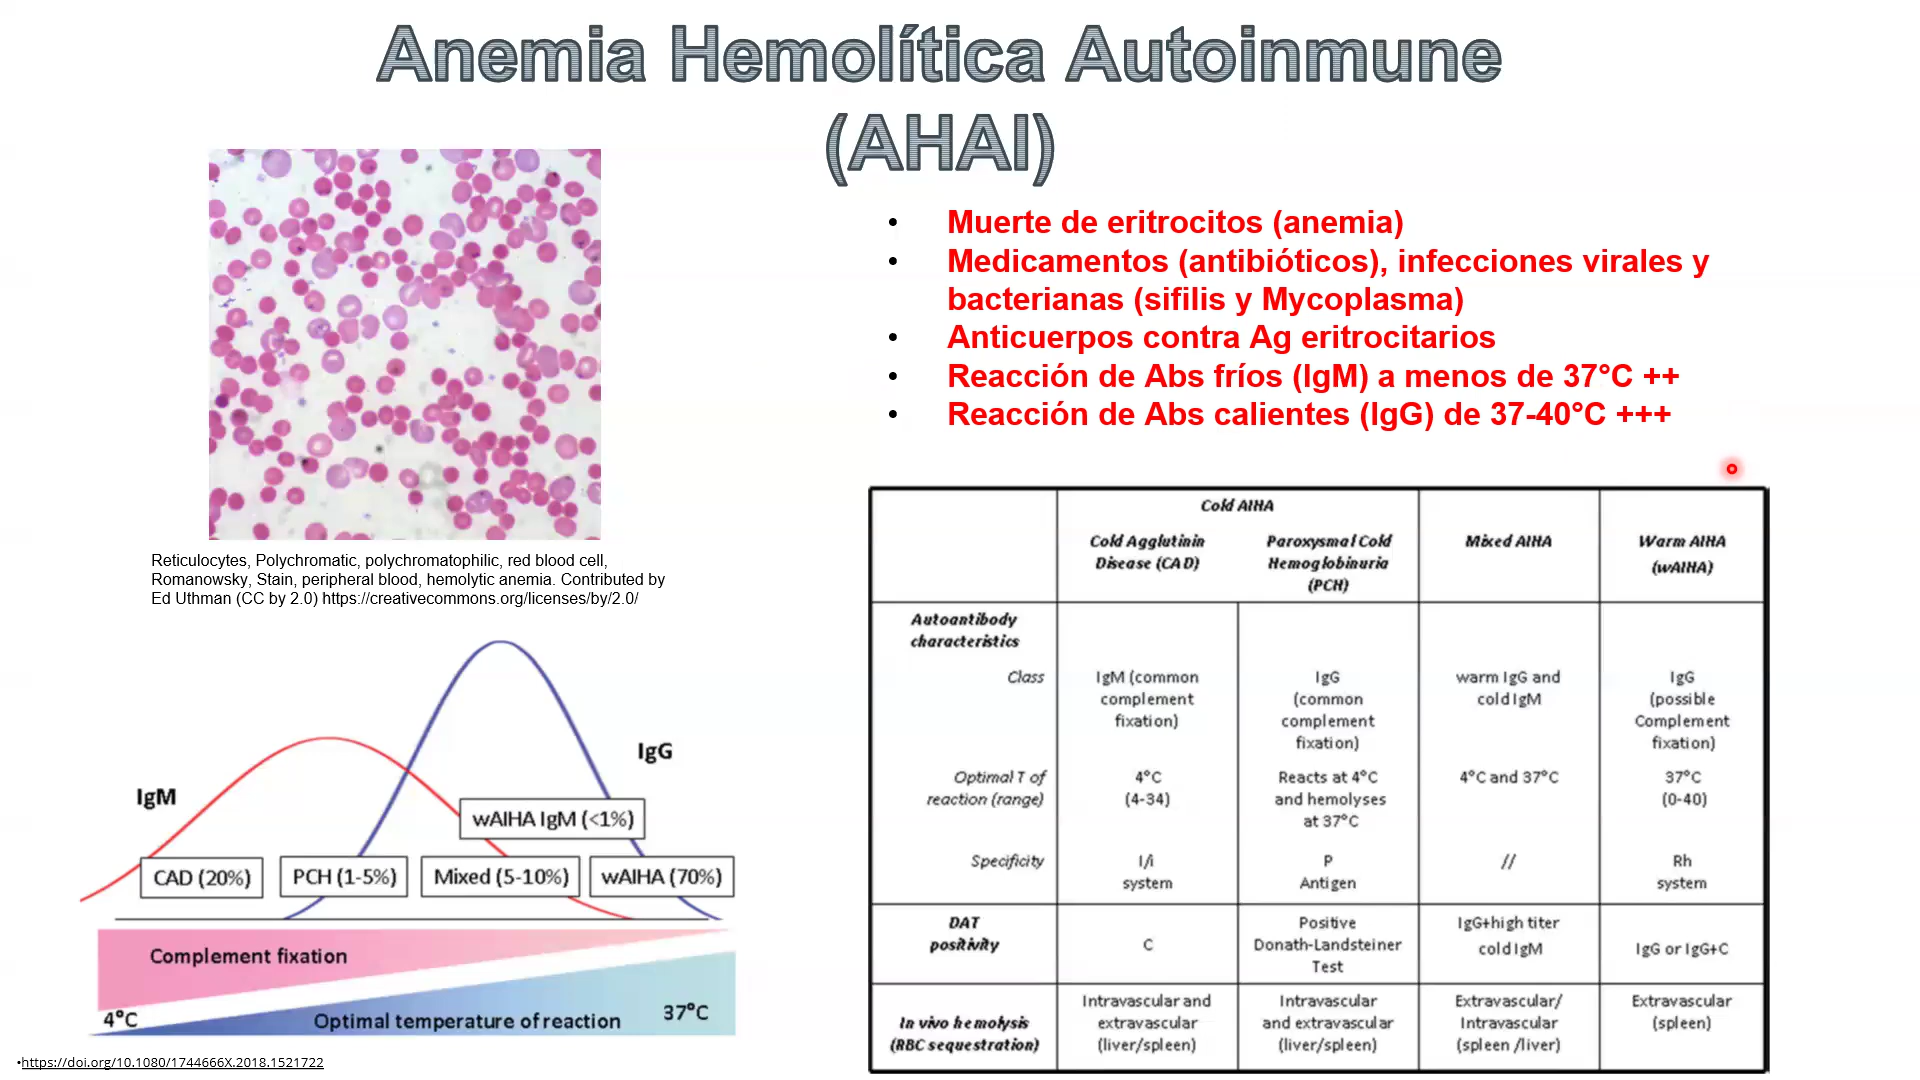 Anemia Hemolítica Autoinmune
(AHAI)
• Muerte de eritrocitos (anemia)
• Medicamentos (antibióticos), infecciones virales y
bacterianas (sifilis y Mycoplasma)
• Anticuerpos contra Ag eritrocitarios
• Reacción de Abs fríos (IgM) a menos de 37°C ++
• Reacción de Abs calientes (IgG) de 37-40°C +++
Reticulocytes, Polychromatic, polychromatophilic, red blood cell,
Romanowsky, Stain, peripheral blood, hemolytic anemia. Contributed by
Ed Uthman (CC by 2.0) https://creativecommons.org/licenses/by/2.0/
IgM
IgG
wAIHA IgM (<1%)
CAD (20%)
PCH (1-5%)
Mixed (5-10%)
wAIHA (70%)
Complement fixation
4°C
Optimal temperature of reaction
37°C
Cold AIHA
Cold Agglutinin
Disease (CAD)
Paroxysmal Cold
Hemoglobinuria
(PCH)
Mixed AIHA
Warm AIHA
(wAIHA)
Autoantibody
characteristics
Class
IgM (common
complement
fixation)
IgG
(common
complement
fixation)
warm IgG and
cold IgM
IgG
(possible
Complement
fixation)
Optimal T of
reaction (range)
4°C
(4-34)
Reacts at 4°C
and hemolyses
at 37°C
4°C and 37°C
37°C
(0-40)
Specificity
I/i
system
P
Antigen
//
Rh
system
DAT
positivity
C
Positive
Donath-Landsteiner
Test
IgG+high titer
cold IgM
IgG or IgG+C
In vivo hemolysis
(RBC sequestration)
Intravascular and
extravascular
(liver/spleen)
Intravascular
and extravascular
(liver/spleen)
Extravascular/
Intravascular
(spleen /liver)
Extravascular
(spleen)
•https://doi.org/10.1080/1744666X.2018.1521722